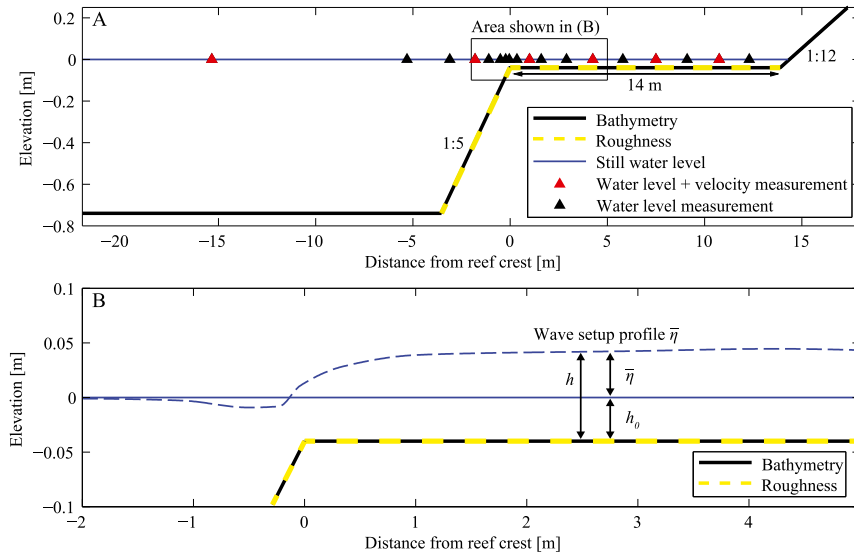 A
Area shown in (B)
0.2
0
−0.2
−0.4
−0.6
−0.8
Elevation [m]
1:12
14 m
1:5
Bathymetry
Roughness
Still water level
Water level + velocity measurement
Water level measurement
−20 −15 −10 −5 0 5 10 15
Distance from reef crest [m]
B
0.1
0.05
0
−0.05
−0.1
Elevation [m]
Wave setup profile η̅
h
η̅
h₀
Bathymetry
Roughness
−2 −1 0 1 2 3 4
Distance from reef crest [m]